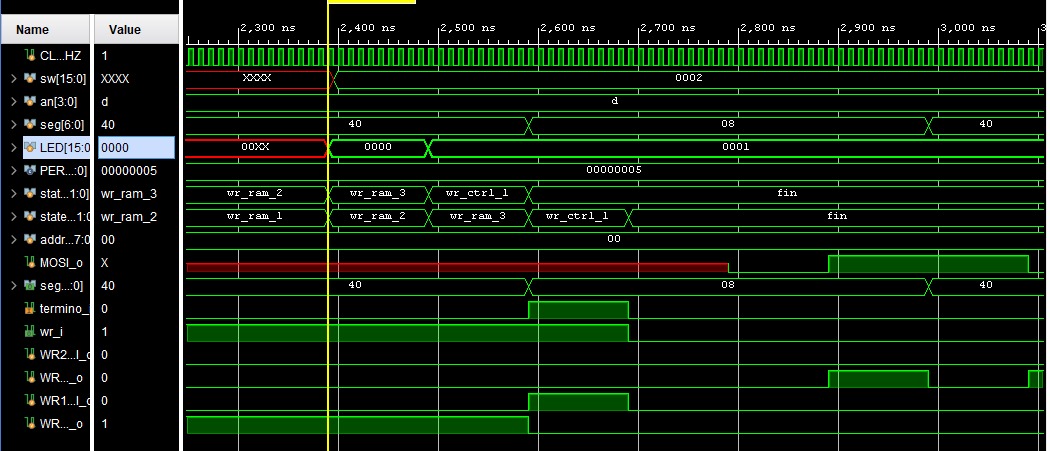 Name Value 2,300 ns 2,400 ns 2,500 ns 2,600 ns 2,700 ns 2,800 ns 2,900 ns 3,000 ns
CL...HZ 1
sw[15:0] XXXX XXXX 0002
an[3:0] d d
seg[6:0] 40 40 08 40
LED[15:0 0000 00XX 0000 0001
PER...:0] 00000005 00000005
stat...1:0] wr_ram_3 wr_ram_2 wr_ram_3 wr_ctrl_1 fin
state...1:0 wr_ram_2 wr_ram_1 wr_ram_2 wr_ram_3 wr_ctrl_1 fin
addr...7:0 00 00
MOSI_o X
seg...:0] 40 40 08 40
termino_ 0
wr_i 1
WR2...l_o 0
WR..._o 0
WR1...l_o 0
WR..._o 1